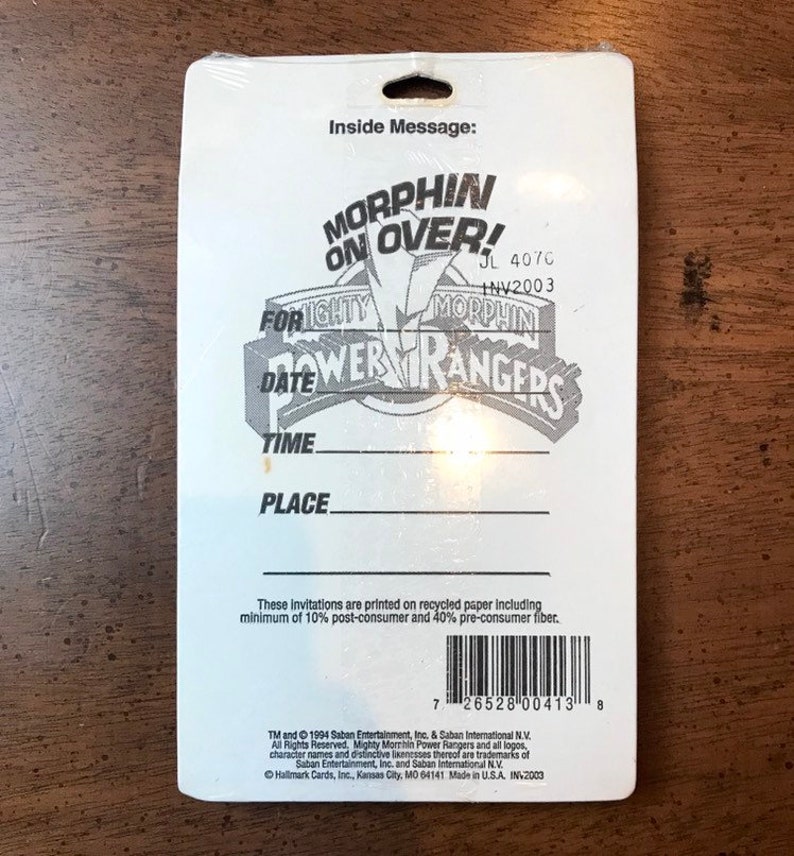 Inside Message:
MORPHIN
ON OVER!
JL 407C
INV2003
MIGHTY MORPHIN
FOR
POWER RANGERS
DATE
TIME
PLACE
These invitations are printed on recycled paper including
minimum of 10% post-consumer and 40% pre-consumer fiber.
7 26528 00413 8
TM and © 1994 Saban Entertainment, Inc. & Saban International N.V.
All Rights Reserved. Mighty Morphin Power Rangers and all logos,
character names and distinctive likenesses thereof are trademarks of
Saban Entertainment, Inc. and Saban International N.V.
© Hallmark Cards, Inc., Kansas City, MO 64141 Made in U.S.A. INV2003